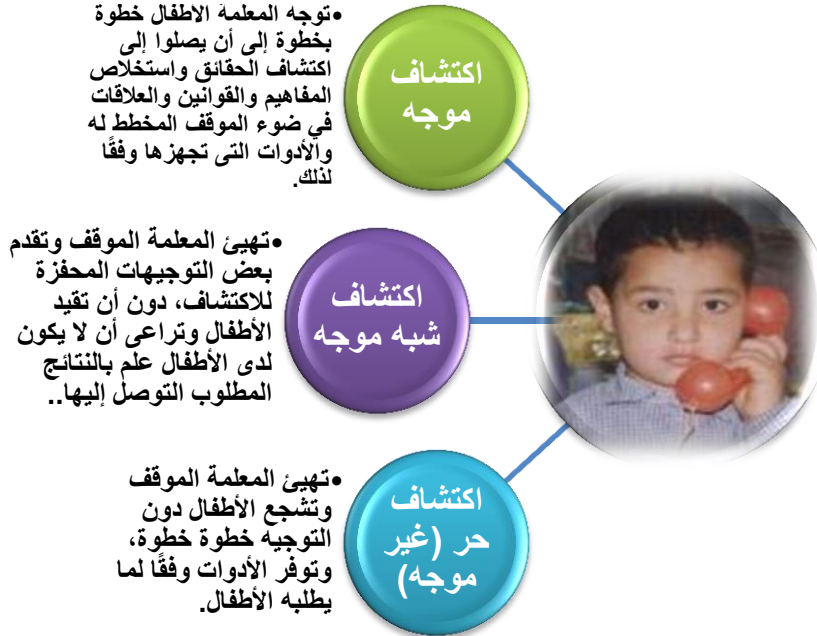 اكتشاف
موجه
•توجه المعلمة الاطفال خطوة
بخطوة إلى أن يصلوا إلى
اكتشاف الحقائق واستخلاص
المفاهيم والقوانين والعلاقات
في ضوء الموقف المخطط له
والأدوات التى تجهزها وفقًا
لذلك.
اكتشاف
شبه موجه
•تهيئ المعلمة الموقف وتقدم
بعض التوجيهات المحفزة
للاكتشاف، دون أن تقيد
الأطفال وتراعى أن لا يكون
لدى الأطفال علم بالنتائج
المطلوب التوصل إليها..
اكتشاف
حر (غير
موجه)
•تهيئ المعلمة الموقف
وتشجع الأطفال دون
التوجيه خطوة خطوة،
وتوفر الأدوات وفقًا لما
يطلبه الأطفال.